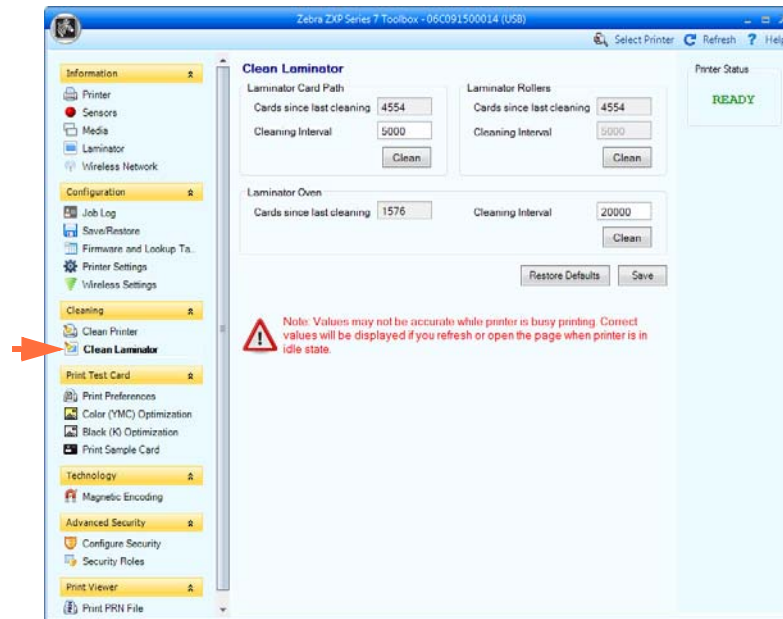 Zebra ZXP Series 7 Toolbox - 06C091500014 (USB)
Select Printer Refresh ? Help
Information
Printer
Sensors
Media
Laminator
Wireless Network
Configuration
Job Log
Save/Restore
Firmware and Lookup Ta..
Printer Settings
Wireless Settings
Cleaning
Clean Printer
Clean Laminator
Print Test Card
Print Preferences
Color (YMC) Optimization
Black (K) Optimization
Print Sample Card
Technology
Magnetic Encoding
Advanced Security
Configure Security
Security Roles
Print Viewer
Print PRN File
Clean Laminator
Laminator Card Path
Cards since last cleaning 4554
Cleaning Interval 5000
Clean
Laminator Rollers
Cards since last cleaning 4554
Cleaning Interval 5000
Clean
Laminator Oven
Cards since last cleaning 1576
Cleaning Interval 20000
Clean
Restore Defaults Save
Note: Values may not be accurate while printer is busy printing. Correct
values will be displayed if you refresh or open the page when printer is in
idle state.
Printer Status
READY